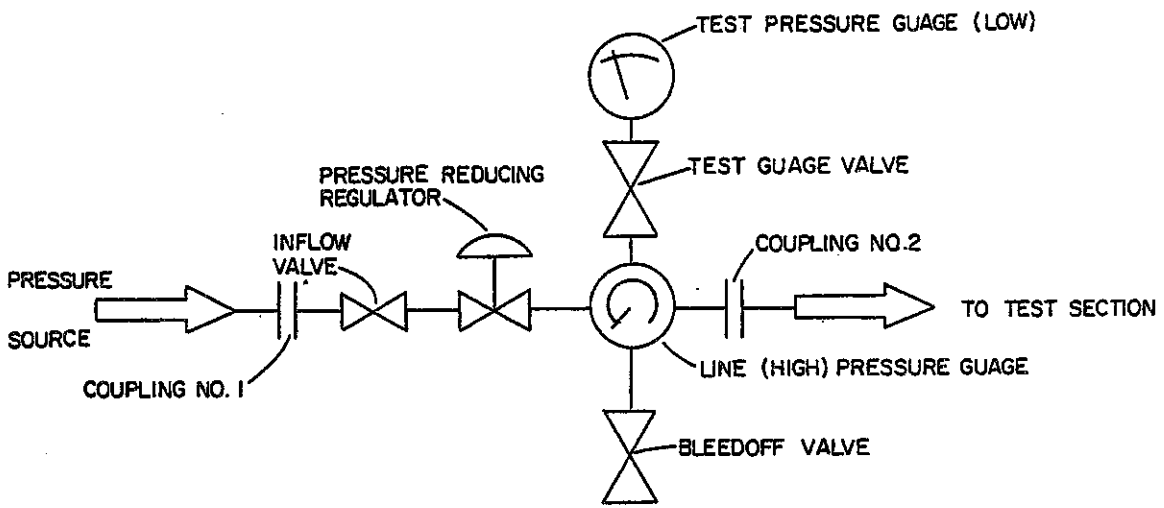 TEST PRESSURE GUAGE (LOW)
TEST GUAGE VALVE
PRESSURE REDUCING
REGULATOR
INFLOW
VALVE
COUPLING NO.2
PRESSURE
SOURCE
TO TEST SECTION
COUPLING NO. 1
LINE (HIGH) PRESSURE GUAGE
BLEEDOFF VALVE